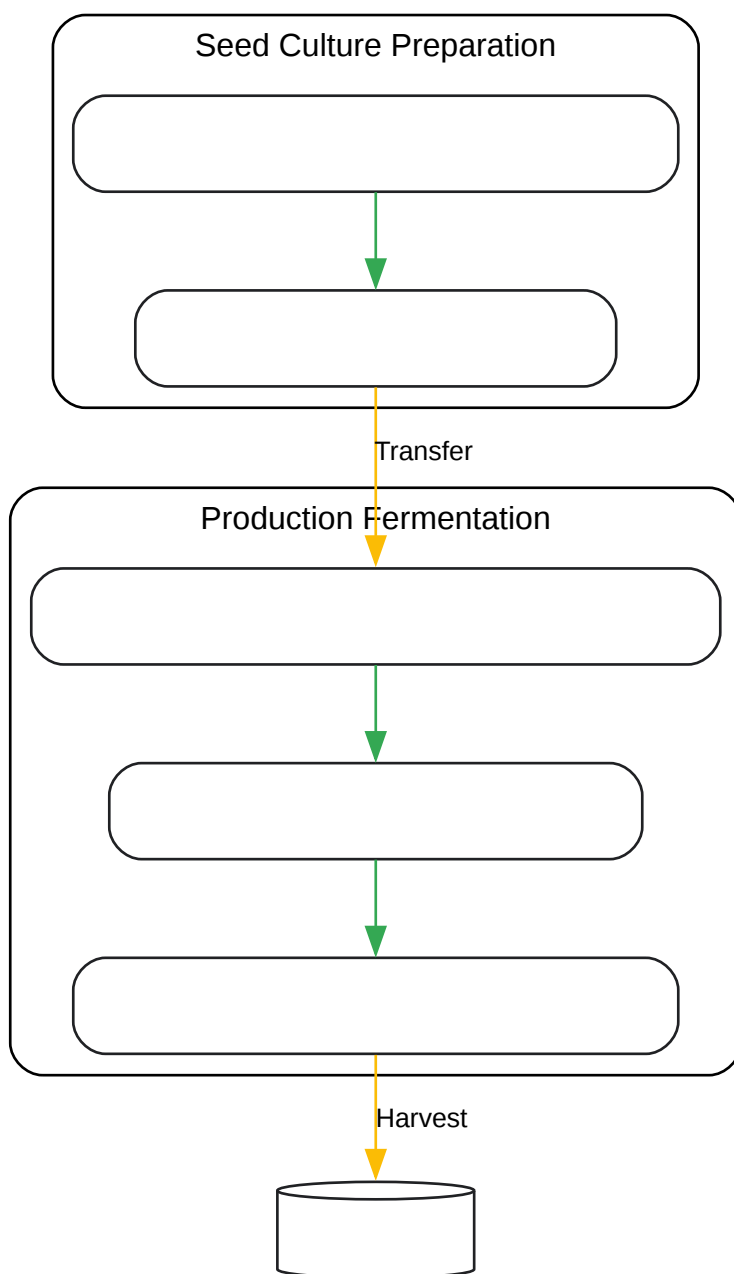 Seed Culture Preparation
Transfer
Production Fermentation
Harvest